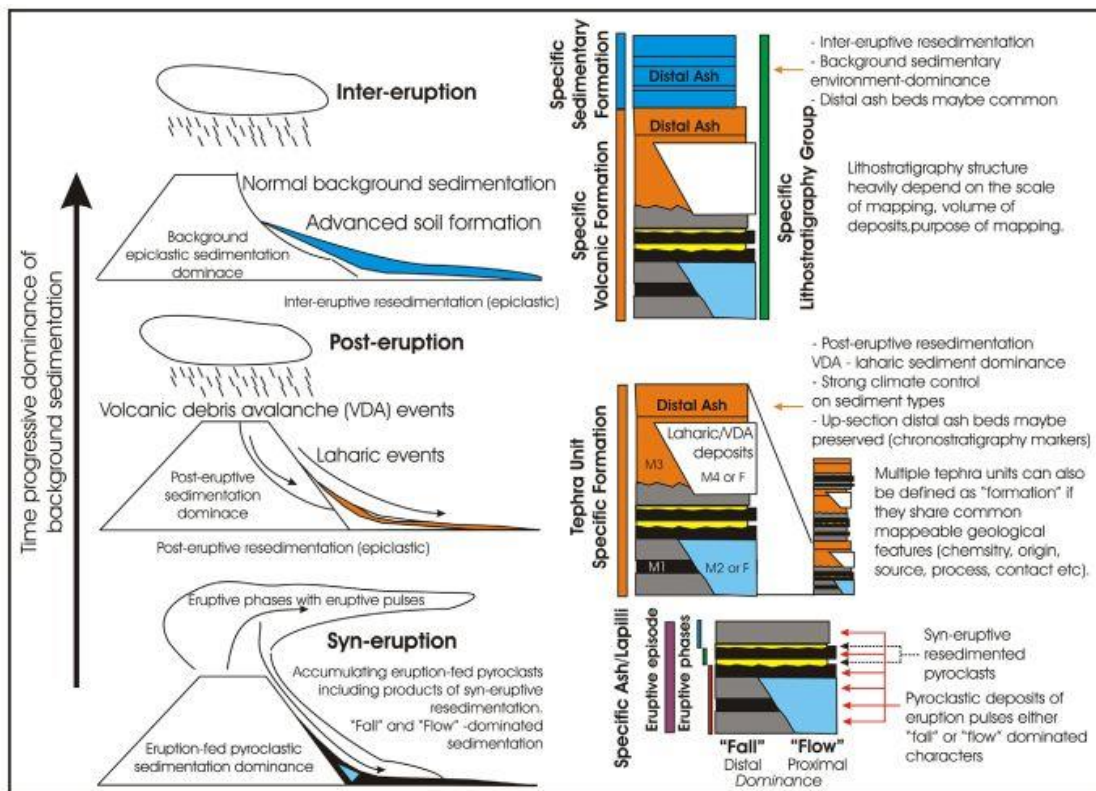 Inter-eruption
Normal background sedimentation
Advanced soil formation
Background
epiclastic sedimentation
dominace
Inter-eruptive resedimentation (epiclastic)
Time progressive dominance of
background sedimentation
Post-eruption
Volcanic debris avalanche (VDA) events
Laharic events
Post-eruptive
sedimentation
dominace
Post-eruptive resedimentation (epiclastic)
Eruptive phases with eruptive pulses
Syn-eruption
Accumulating eruption-fed pyroclasts
including products of syn-eruptive
resedimentation.
"Fall" and "Flow" -dominated
sedimentation
Eruption-fed pyroclastic
sedimentation dominance
Specific
Sedimentary
Formation
Distal Ash
Distal Ash
Specific
Volcanic Formation
Specific
Lithostratigraphy Group
- Inter-eruptive resedimentation
- Background sedimentary
environment-dominance
- Distal ash beds maybe common
Lithostratigraphy structure
heavily depend on the scale
of mapping, volume of
deposits,purpose of mapping.
Tephra Unit
Specific Formation
Distal Ash
Laharic/VDA
deposits
M3
M4 or F
M1
M2 or F
- Post-eruptive resedimentation
VDA - laharic sediment dominance
- Strong climate control
on sediment types
- Up-section distal ash beds maybe
preserved (chronostratigraphy markers)
Multiple tephra units can also
be defined as "formation" if
they share common
mappeable geological
features (chemsitry, origin,
source, process, contact etc).
Specific Ash/Lapilli
Eruptive episode
Eruptive phases
"Fall"
Distal
"Flow"
Proximal
Dominance
Syn-eruptive
resedimented
pyroclasts
Pyroclastic deposits of
eruption pulses either
"fall" or "flow" dominated
characters